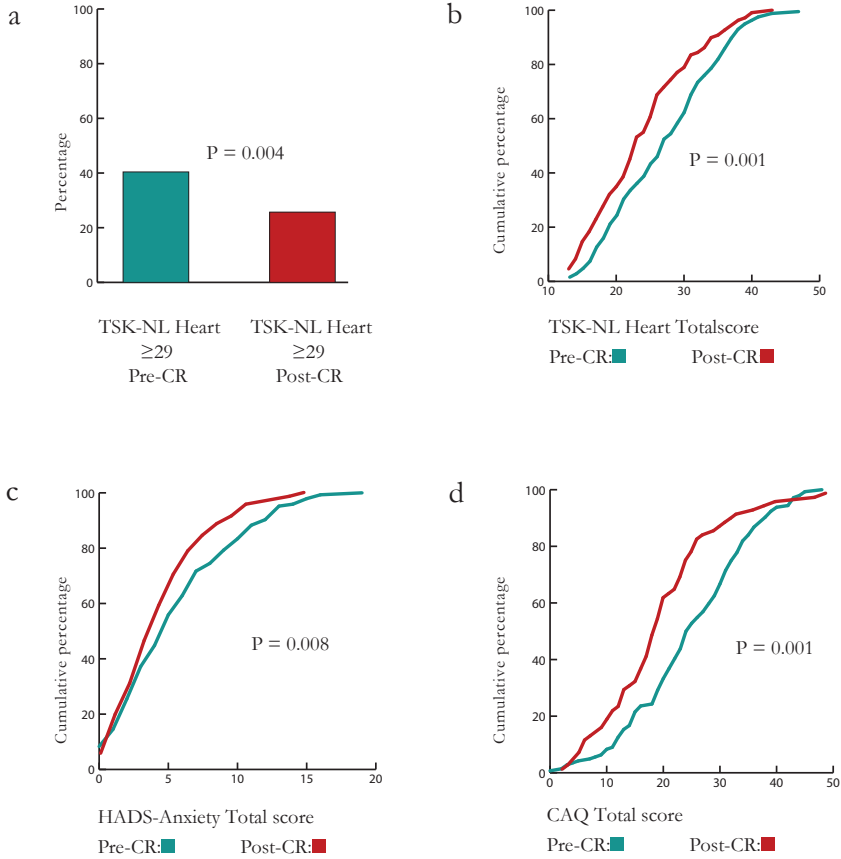 a
100
80
60
40
20
0
Percentage
P = 0.004
TSK-NL Heart
≥29
Pre-CR
TSK-NL Heart
≥29
Post-CR
b
100
80
60
40
20
0
Cumulative percentage
P = 0.001
10 20 30 40 50
TSK-NL Heart Totalscore
Pre-CR: Post-CR
c
100
80
60
40
20
0
Cumulative percentage
P = 0.008
0 5 10 15 20
HADS-Anxiety Total score
Pre-CR: Post-CR:
d
100
80
60
40
20
0
Cumulative percentage
P = 0.001
0 10 20 30 40 50
CAQ Total score
Pre-CR: Post-CR: